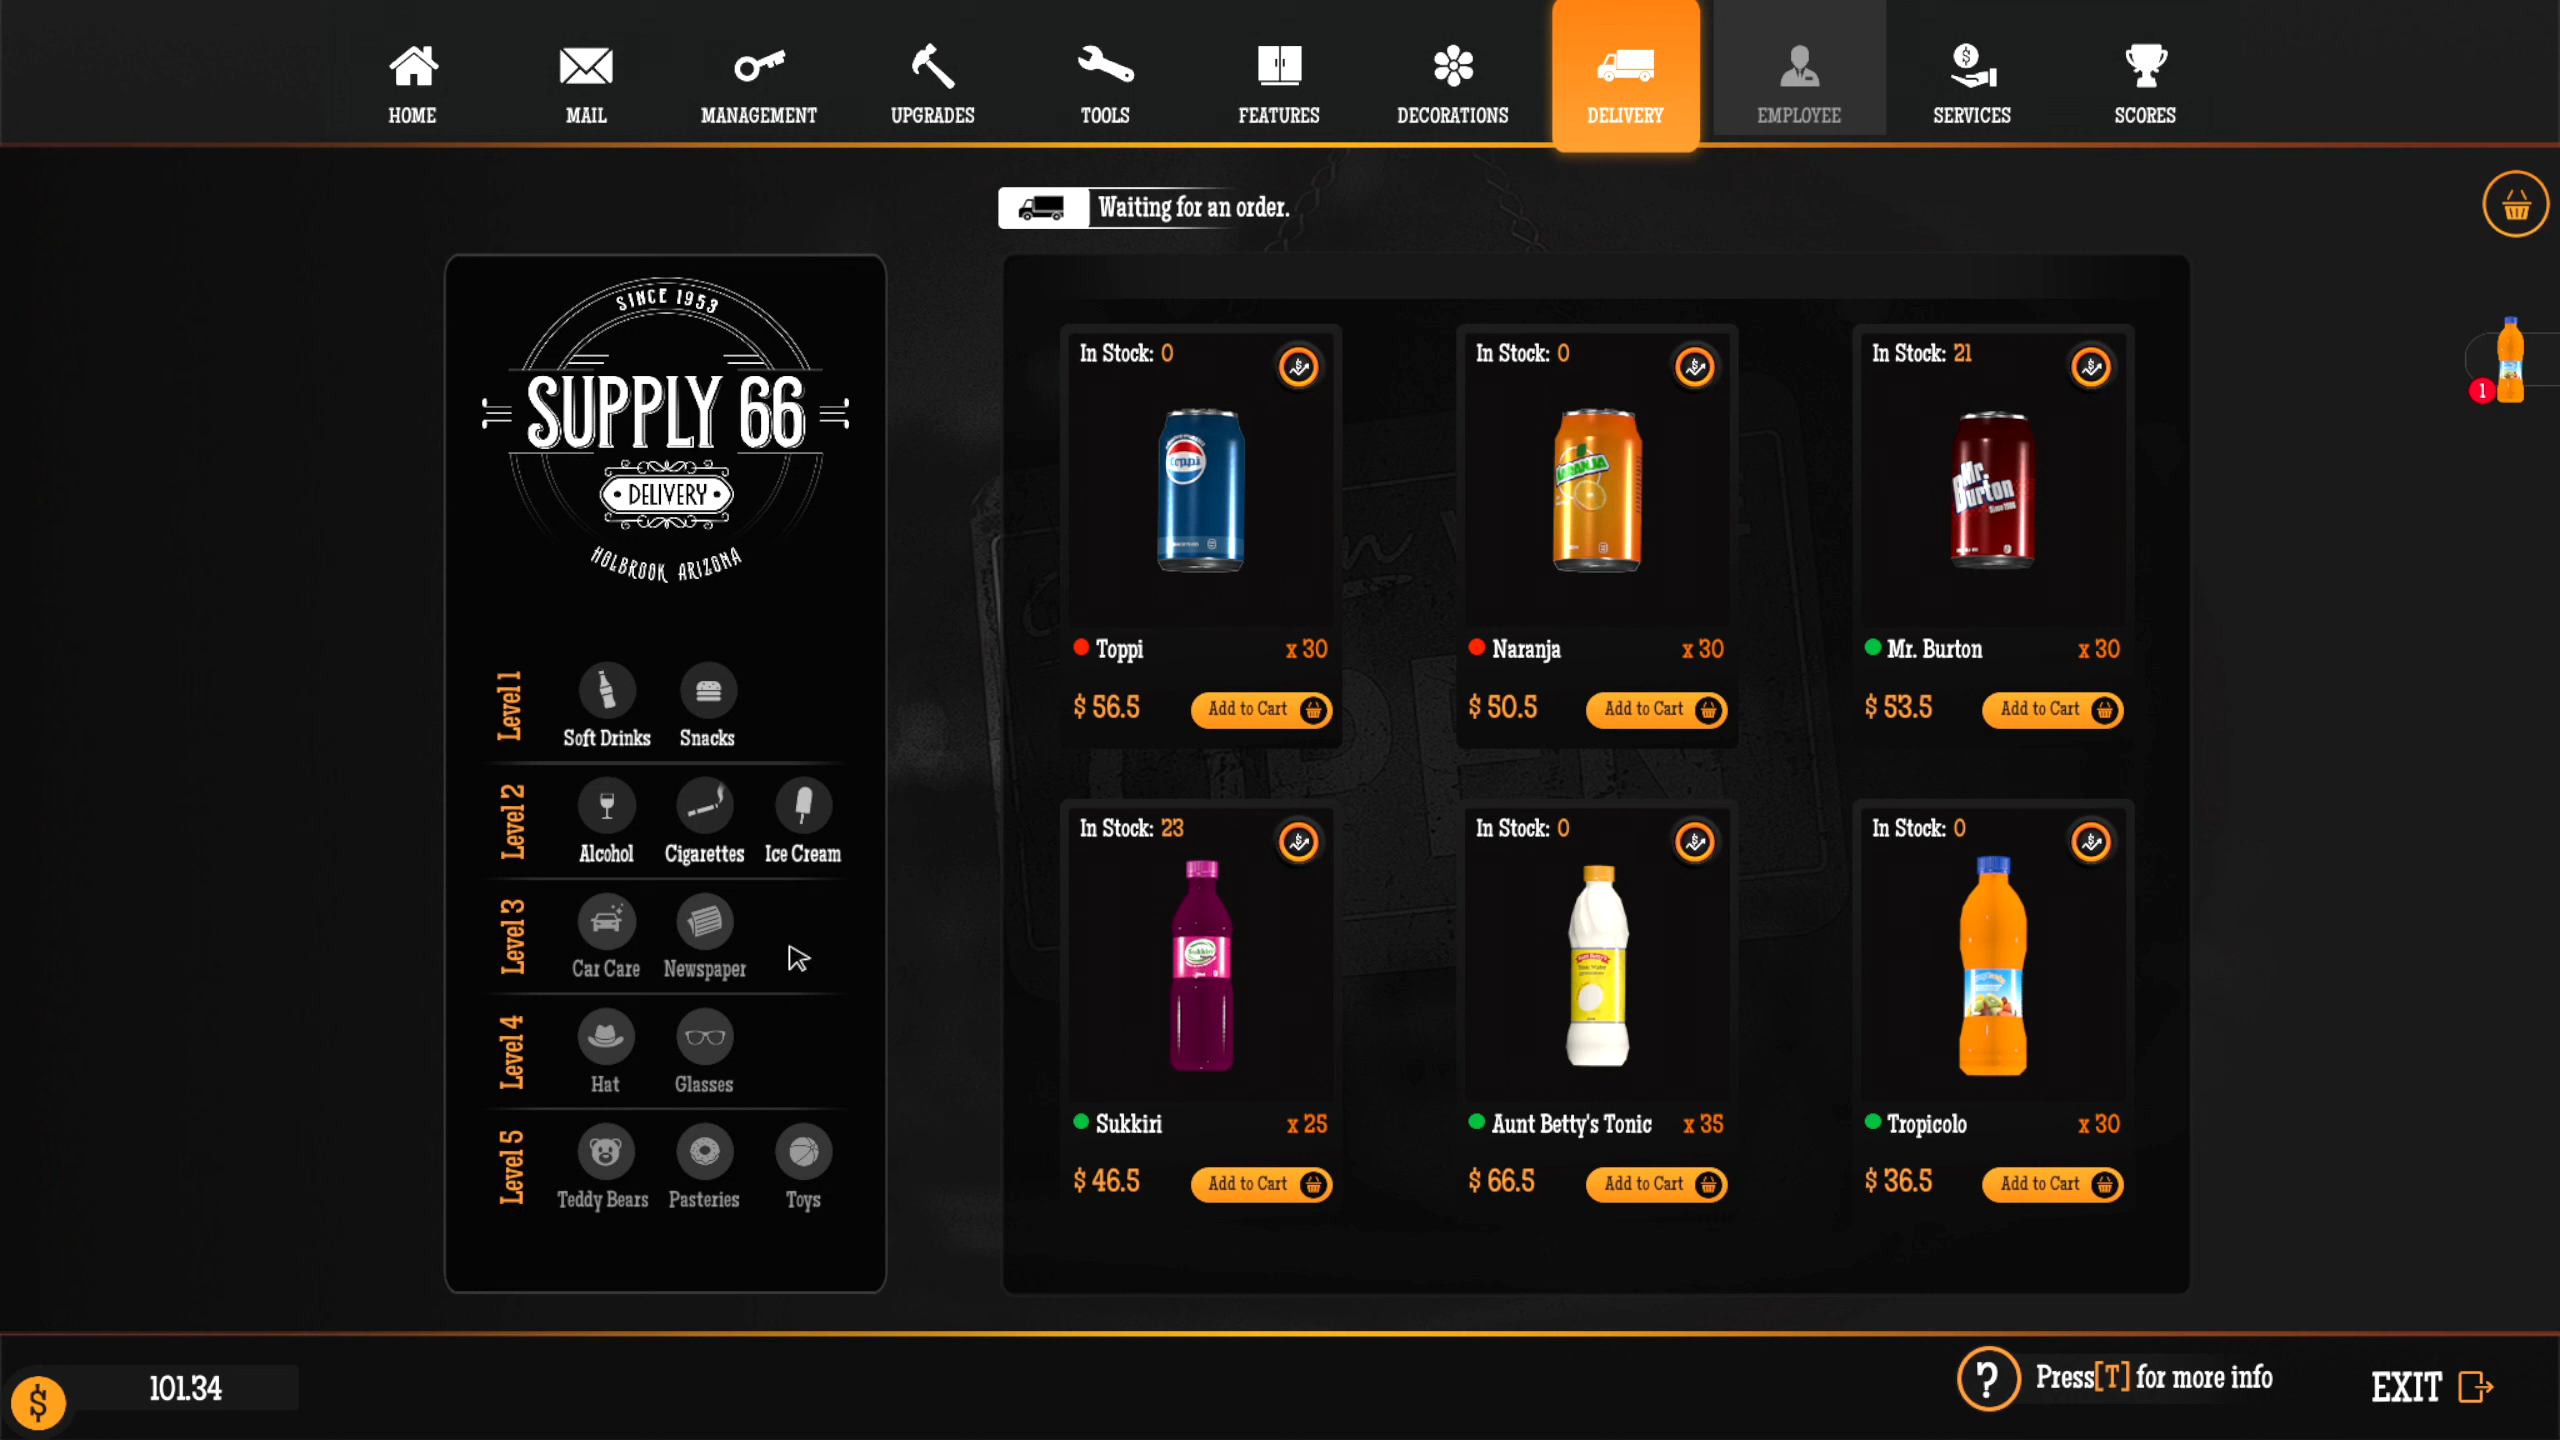 HOME
MAIL
MANAGEMENT
UPGRADES
TOOLS
FEATURES
DECORATIONS
DELIVERY
EMPLOYEE
SERVICES
SCORES
Waiting for an order.
SINCE 1953
SUPPLY 66
• DELIVERY •
HOLBROOK ARIZONA
Level 1
Soft Drinks
Snacks
Level 2
Alcohol
Cigarettes
Ice Cream
Level 3
Car Care
Newspaper
Level 4
Hat
Glasses
Level 5
Teddy Bears
Pasteries
Toys
In Stock: 0
Toppi
Toppi x 30
$ 56.5 Add to Cart
In Stock: 0
NARANJA
Naranja x 30
$ 50.5 Add to Cart
In Stock: 21
Mr.
Burton
Mr. Burton x 30
$ 53.5 Add to Cart
In Stock: 23
Sukkiri
Sukkiri x 25
$ 46.5 Add to Cart
In Stock: 0
Aunt Betty's Tonic x 35
$ 66.5 Add to Cart
In Stock: 0
Tropicolo x 30
$ 36.5 Add to Cart
1
$ 101.34
? Press[T] for more info
EXIT